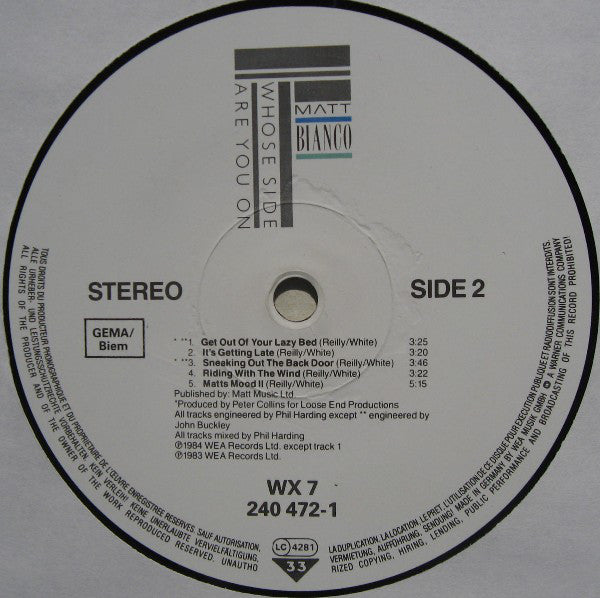 MATT
BIANCO
WHOSE SIDE
ARE YOU ON
STEREO
SIDE 2
GEMA/
Biem
***1. Get Out Of Your Lazy Bed (Reilly/White) 3:25
2. It's Getting Late (Reilly/White) 3:20
***3. Sneaking Out The Back Door (Reilly/White) 3:46
4. Riding With The Wind (Reilly/White) 3:22
5. Matts Mood II (Reilly/White) 5:15
Published by: Matt Music Ltd.
*Produced by Peter Collins for Loose End Productions
All tracks engineered by Phil Harding except ** engineered by
John Buckley
All tracks mixed by Phil Harding
Ⓟ1984 WEA Records Ltd. except track 1
Ⓟ1983 WEA Records Ltd.
WX 7
240 472-1
LC 4281
33
TOUS DROITS DU PRODUCTEUR PHONOGRAPHIQUE ET DU PROPRIETAIRE DE L'ŒUVRE ENREGISTREE RESERVES. SAUF AUTORISATION, LA DUPLICATION, LA LOCATION, LE PRET, L'UTILISATION DE CE DISQUE POUR EXECUTION PUBLIQUE ET RADIODIFFUSION SONT INTERDITS.
ALLE URHEBER- UND LEISTUNGSSCHUTZRECHTE VORBEHALTEN. KEIN VERLEIH! KEINE UNERLAUBTE VERVIELFÄLTIGUNG, VERMIETUNG, AUFFÜHRUNG, SENDUNG! MADE IN GERMANY BY WEA MUSIK GMBH Ⓦ A WARNER COMMUNICATIONS COMPANY
ALL RIGHTS OF THE PRODUCER AND OF THE OWNER OF THE WORK REPRODUCED RESERVED. UNAUTHORIZED COPYING, HIRING, LENDING, PUBLIC PERFORMANCE AND BROADCASTING OF THIS RECORD PROHIBITED!